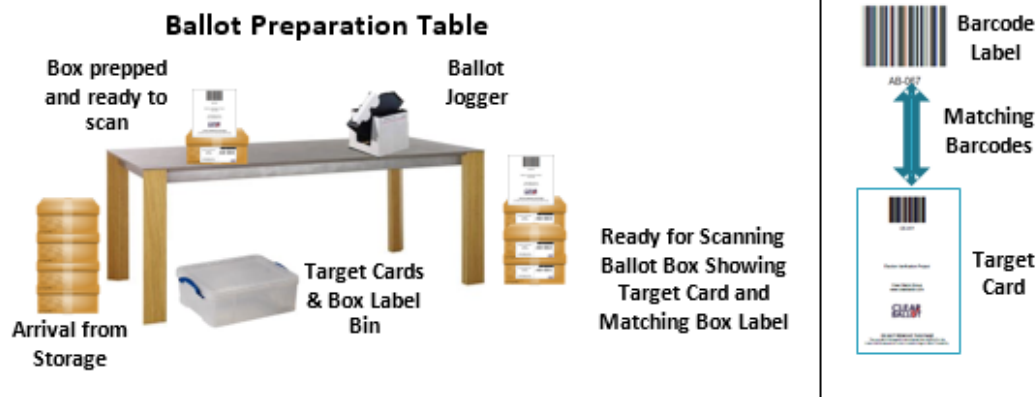 Ballot Preparation Table
Box prepped
and ready to
scan
Ballot
Jogger
Target Cards
& Box Label
Bin
Arrival from
Storage
Ready for Scanning
Ballot Box Showing
Target Card and
Matching Box Label
Barcode
Label
AB-067
Matching
Barcodes
CLEAR
BALLOT
Target
Card